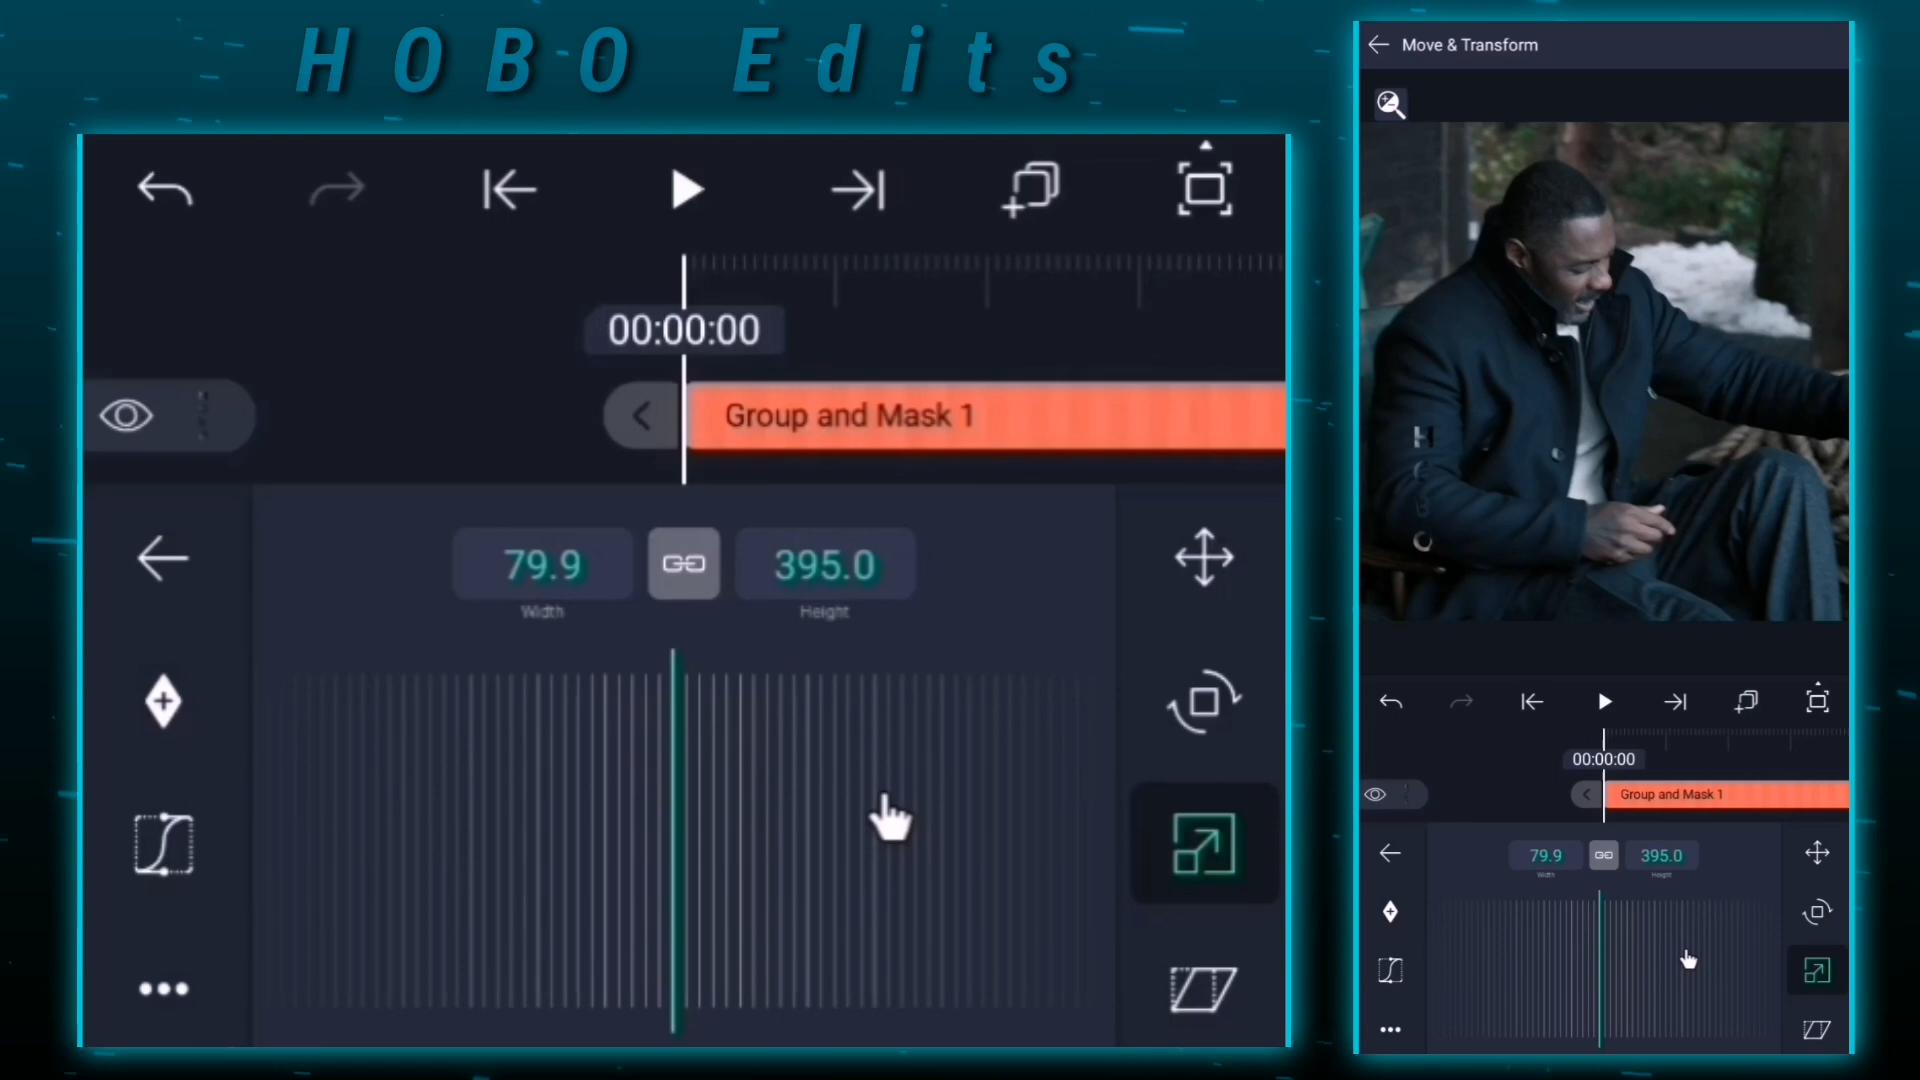 HOBO Edits
00:00:00
Group and Mask 1
79.9 395.0
Width Height
Move & Transform
H
O
B
O
00:00:00
Group and Mask 1
79.9 395.0
Width Height